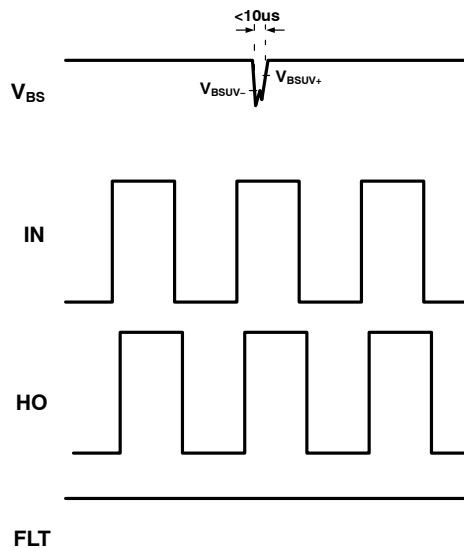 <10us
VBS
VBSUV−
VBSUV+
IN
HO
FLT